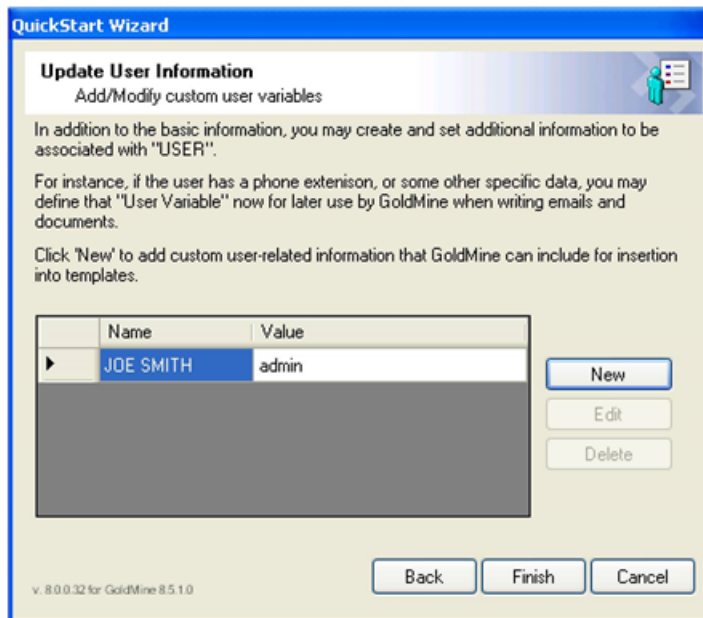 QuickStart Wizard
Update User Information
Add/Modify custom user variables
In addition to the basic information, you may create and set additional information to be
associated with "USER".
For instance, if the user has a phone extenison, or some other specific data, you may
define that "User Variable" now for later use by GoldMine when writing emails and
documents.
Click 'New' to add custom user-related information that GoldMine can include for insertion
into templates.
Name Value
JOE SMITH admin
New
Edit
Delete
v. 8.0.0.32 for GoldMine 8.5.1.0
Back Finish Cancel